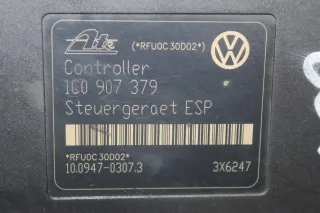 Ate (*RFU0C30D02*)
Controller
1C0 907 379
Steuergeraet ESP
*RFU0C30D02*
10.0947-0307.3 3X6247